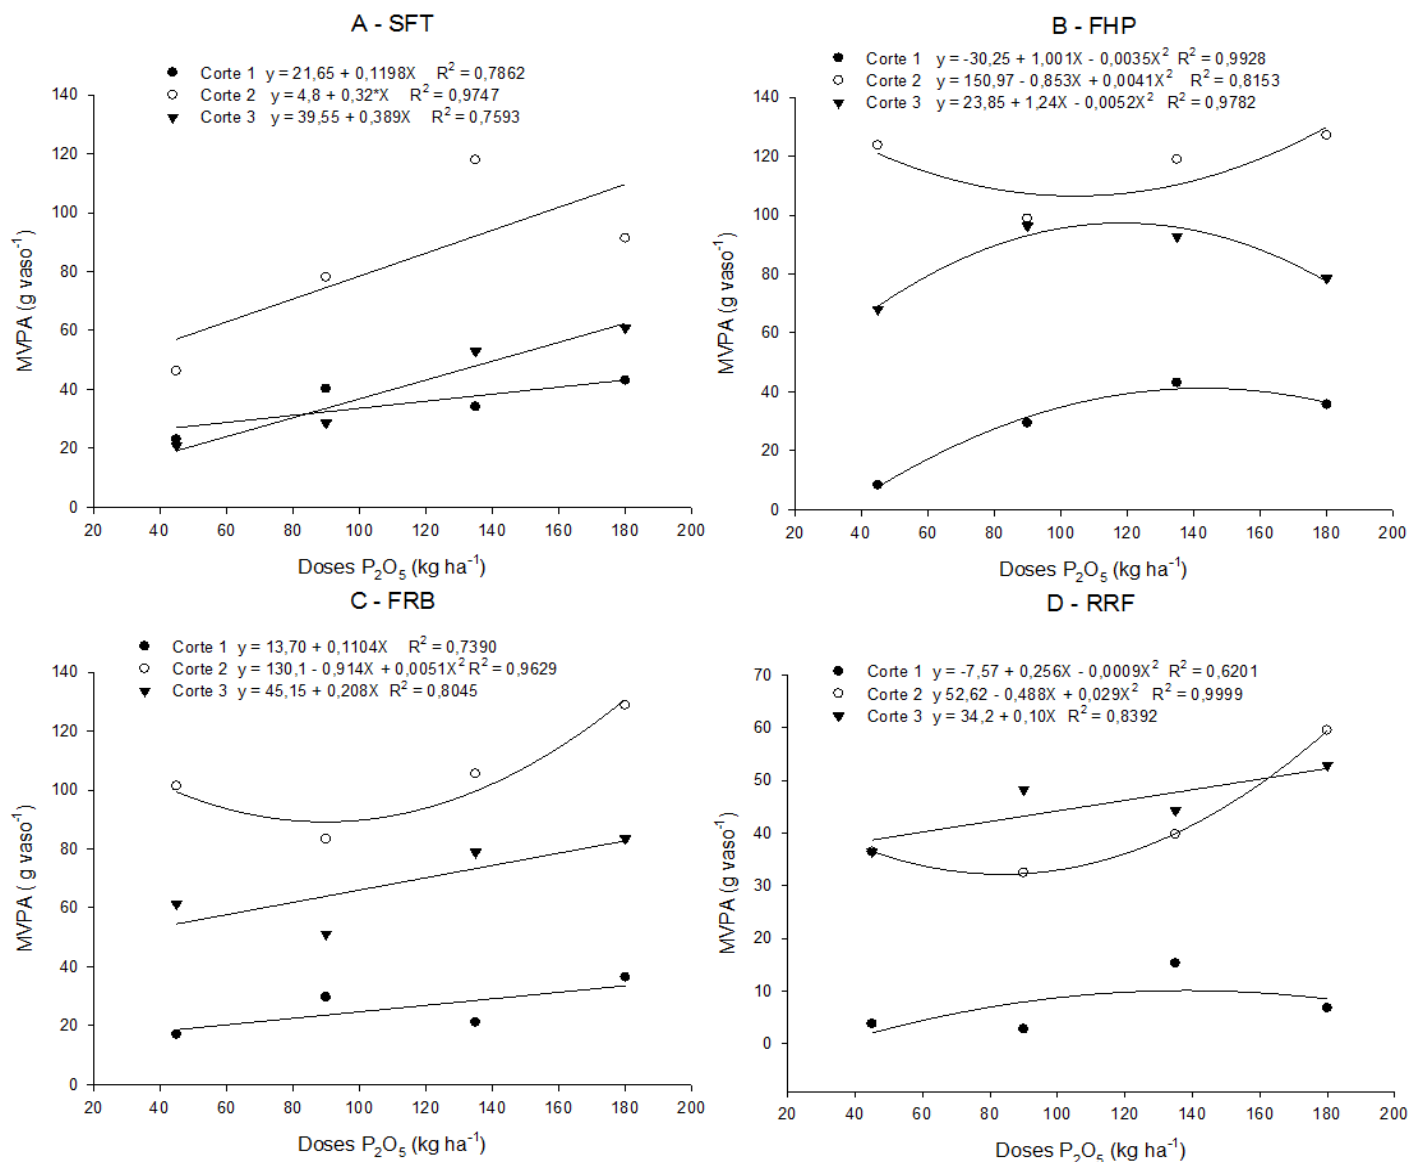 A - SFT
Corte 1 y = 21,65 + 0,1198X R² = 0,7862
Corte 2 y = 4,8 + 0,32*X R² = 0,9747
Corte 3 y = 39,55 + 0,389X R² = 0,7593
140
120
100
80
60
40
20
0
MVPA (g vaso⁻¹)
20 40 60 80 100 120 140 160 180 200
Doses P₂O₅ (kg ha⁻¹)
B - FHP
Corte 1 y = -30,25 + 1,001X - 0,0035X² R² = 0,9928
Corte 2 y = 150,97 - 0,853X + 0,0041X² R² = 0,8153
Corte 3 y = 23,85 + 1,24X - 0,0052X² R² = 0,9782
140
120
100
80
60
40
20
0
MVPA (g vaso⁻¹)
20 40 60 80 100 120 140 160 180 200
Doses P₂O₅ (kg ha⁻¹)
C - FRB
Corte 1 y = 13,70 + 0,1104X R² = 0,7390
Corte 2 y = 130,1 - 0,914X + 0,0051X² R² = 0,9629
Corte 3 y = 45,15 + 0,208X R² = 0,8045
140
120
100
80
60
40
20
0
MVPA ( g vaso⁻¹)
20 40 60 80 100 120 140 160 180 200
Doses P₂O₅ (kg ha⁻¹)
D - RRF
Corte 1 y = -7,57 + 0,256X - 0,0009X² R² = 0,6201
Corte 2 y 52,62 - 0,488X + 0,029X² R² = 0,9999
Corte 3 y = 34,2 + 0,10X R² = 0,8392
70
60
50
40
30
20
10
0
MVPA (g vaso⁻¹)
20 40 60 80 100 120 140 160 180 200
Doses P₂O₅ (kg ha⁻¹)